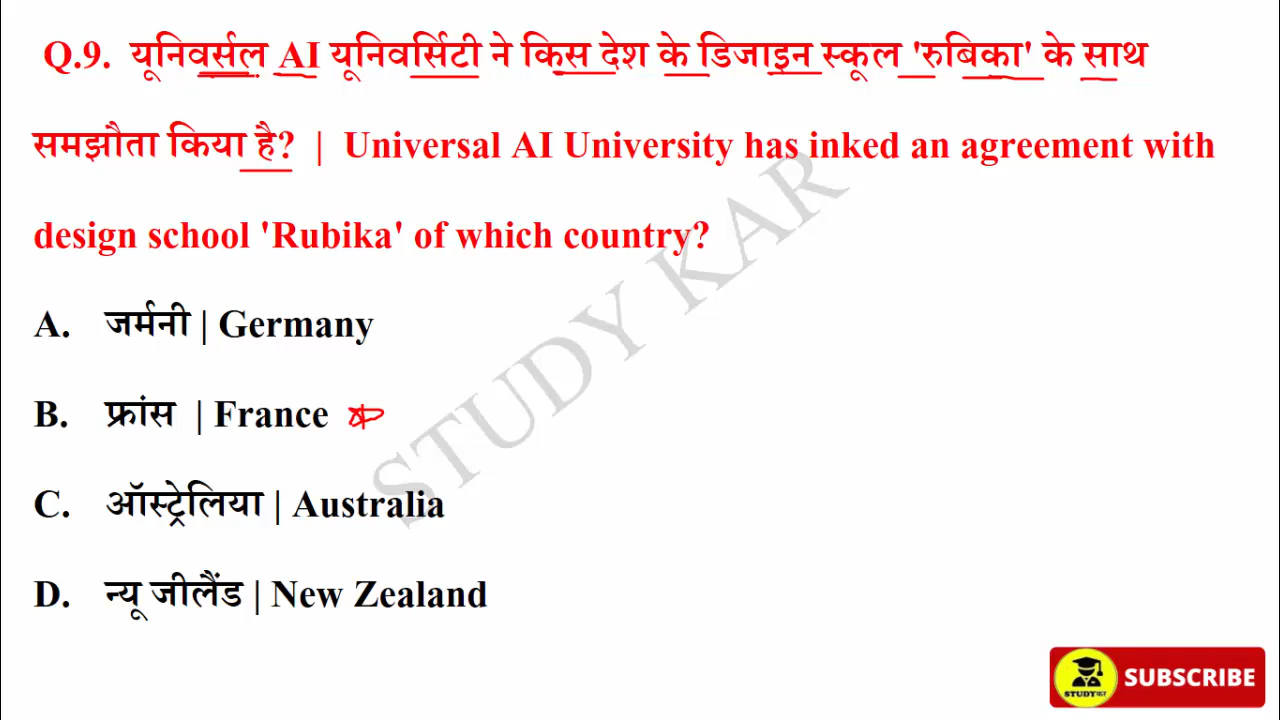 Q.9. यूनिवर्सल AI यूनिवर्सिटी ने किस देश के डिजाइन स्कूल 'रुबिका' के साथ
समझौता किया है? | Universal AI University has inked an agreement with
design school 'Rubika' of which country?
A. जर्मनी | Germany
B. फ्रांस | France
C. ऑस्ट्रेलिया | Australia
D. न्यू जीलैंड | New Zealand
STUDY KAR
STUDYकर
SUBSCRIBE